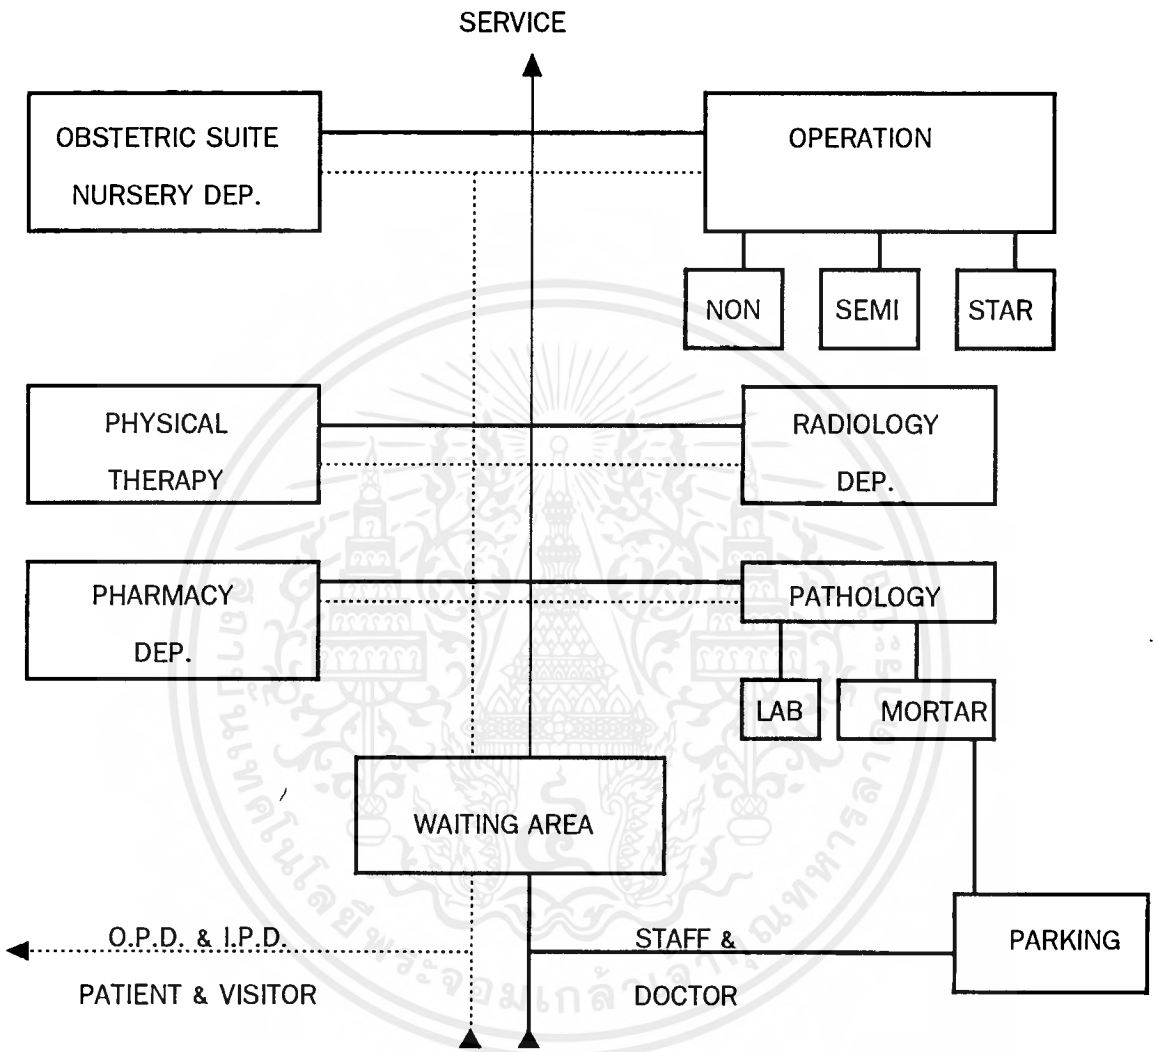 SERVICE
OBSTETRIC SUITE
NURSERY DEP.
OPERATION
NON
SEMI
STAR
PHYSICAL
THERAPY
RADIOLOGY
DEP.
PHARMACY
DEP.
PATHOLOGY
LAB
MORTAR
WAITING AREA
O.P.D. & I.P.D.
PATIENT & VISITOR
STAFF &
DOCTOR
PARKING